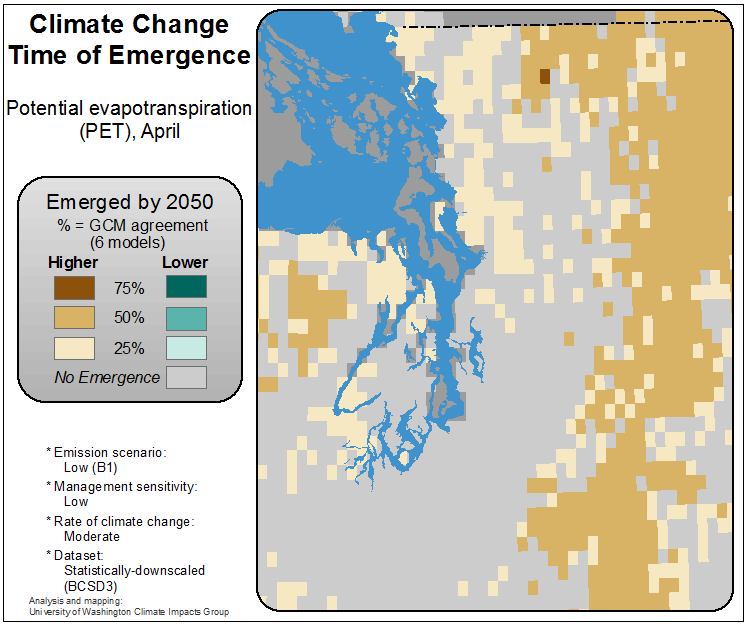 Climate Change
Time of Emergence
Potential evapotranspiration
(PET), April
Emerged by 2050
% = GCM agreement
(6 models)
Higher Lower
75%
50%
25%
No Emergence
* Emission scenario:
Low (B1)
* Management sensitivity:
Low
* Rate of climate change:
Moderate
* Dataset:
Statistically-downscaled
(BCSD3)
Analysis and mapping:
University of Washington Climate Impacts Group